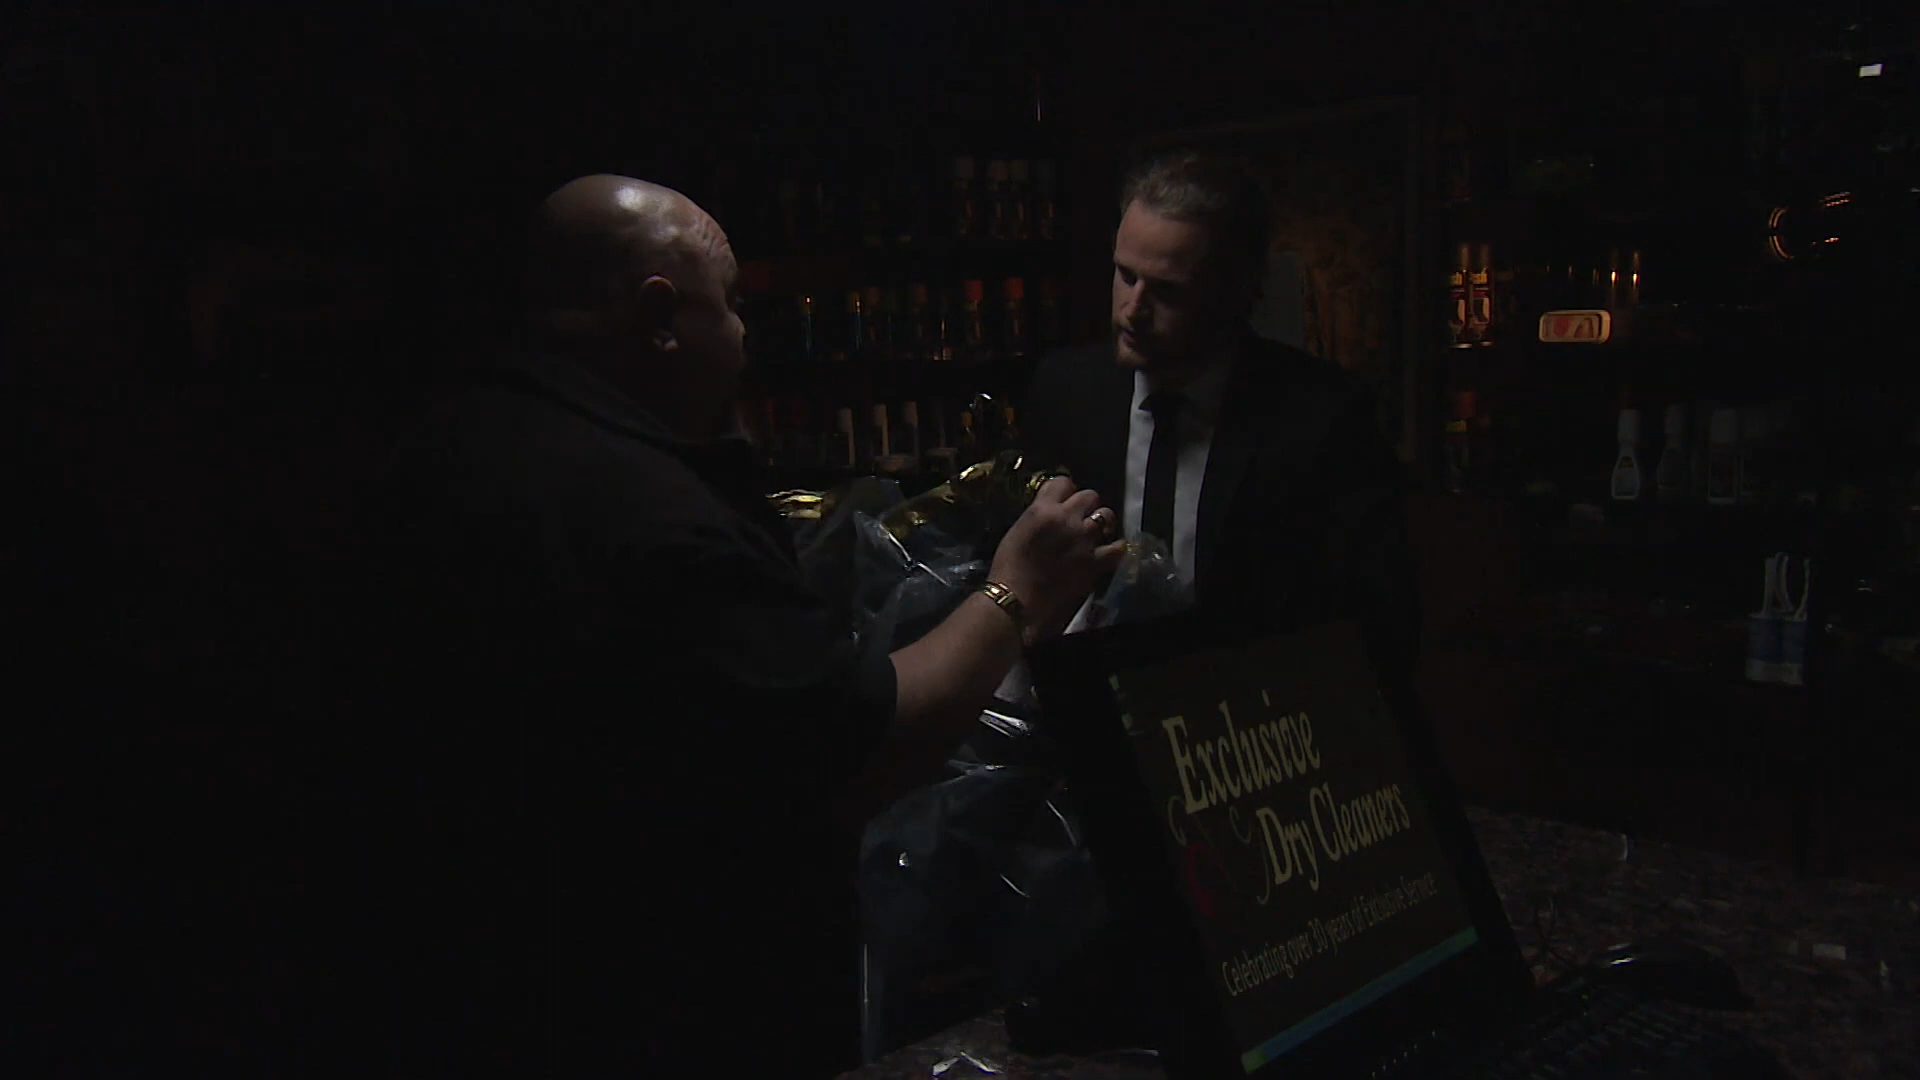 Exclusive
Dry Cleaners
Celebrating over 30 years of Exclusive Service